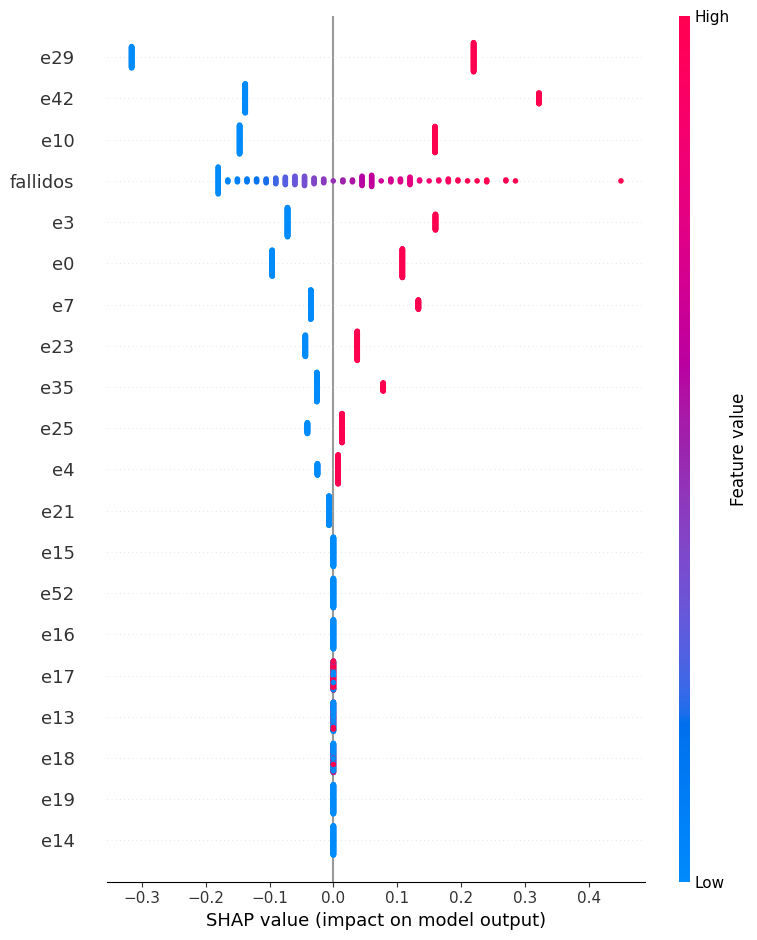 High
e29
e42
e10
fallidos
e3
e0
e7
e23
e35
e25
e4
e21
e15
e52
e16
e17
e13
e18
e19
e14
Feature value
Low
−0.3 −0.2 −0.1 0.0 0.1 0.2 0.3 0.4
SHAP value (impact on model output)